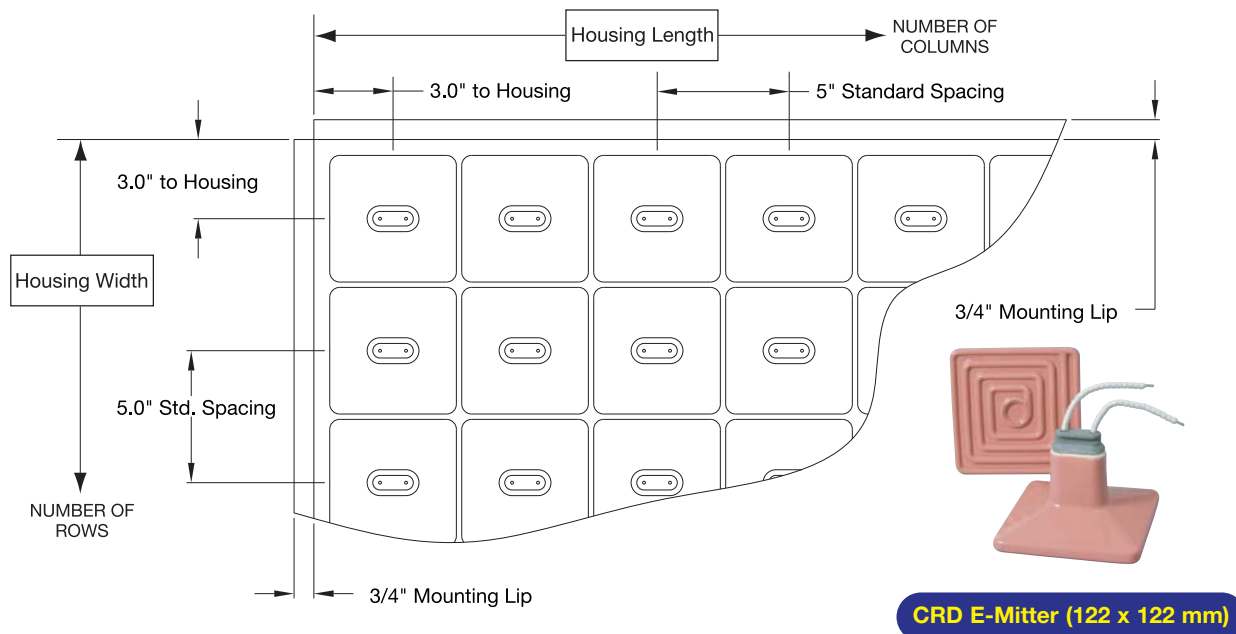 Housing Length
NUMBER OF
COLUMNS
3.0" to Housing
5" Standard Spacing
3.0" to Housing
Housing Width
3/4" Mounting Lip
5.0" Std. Spacing
NUMBER OF
ROWS
3/4" Mounting Lip
CRD E-Mitter (122 x 122 mm)